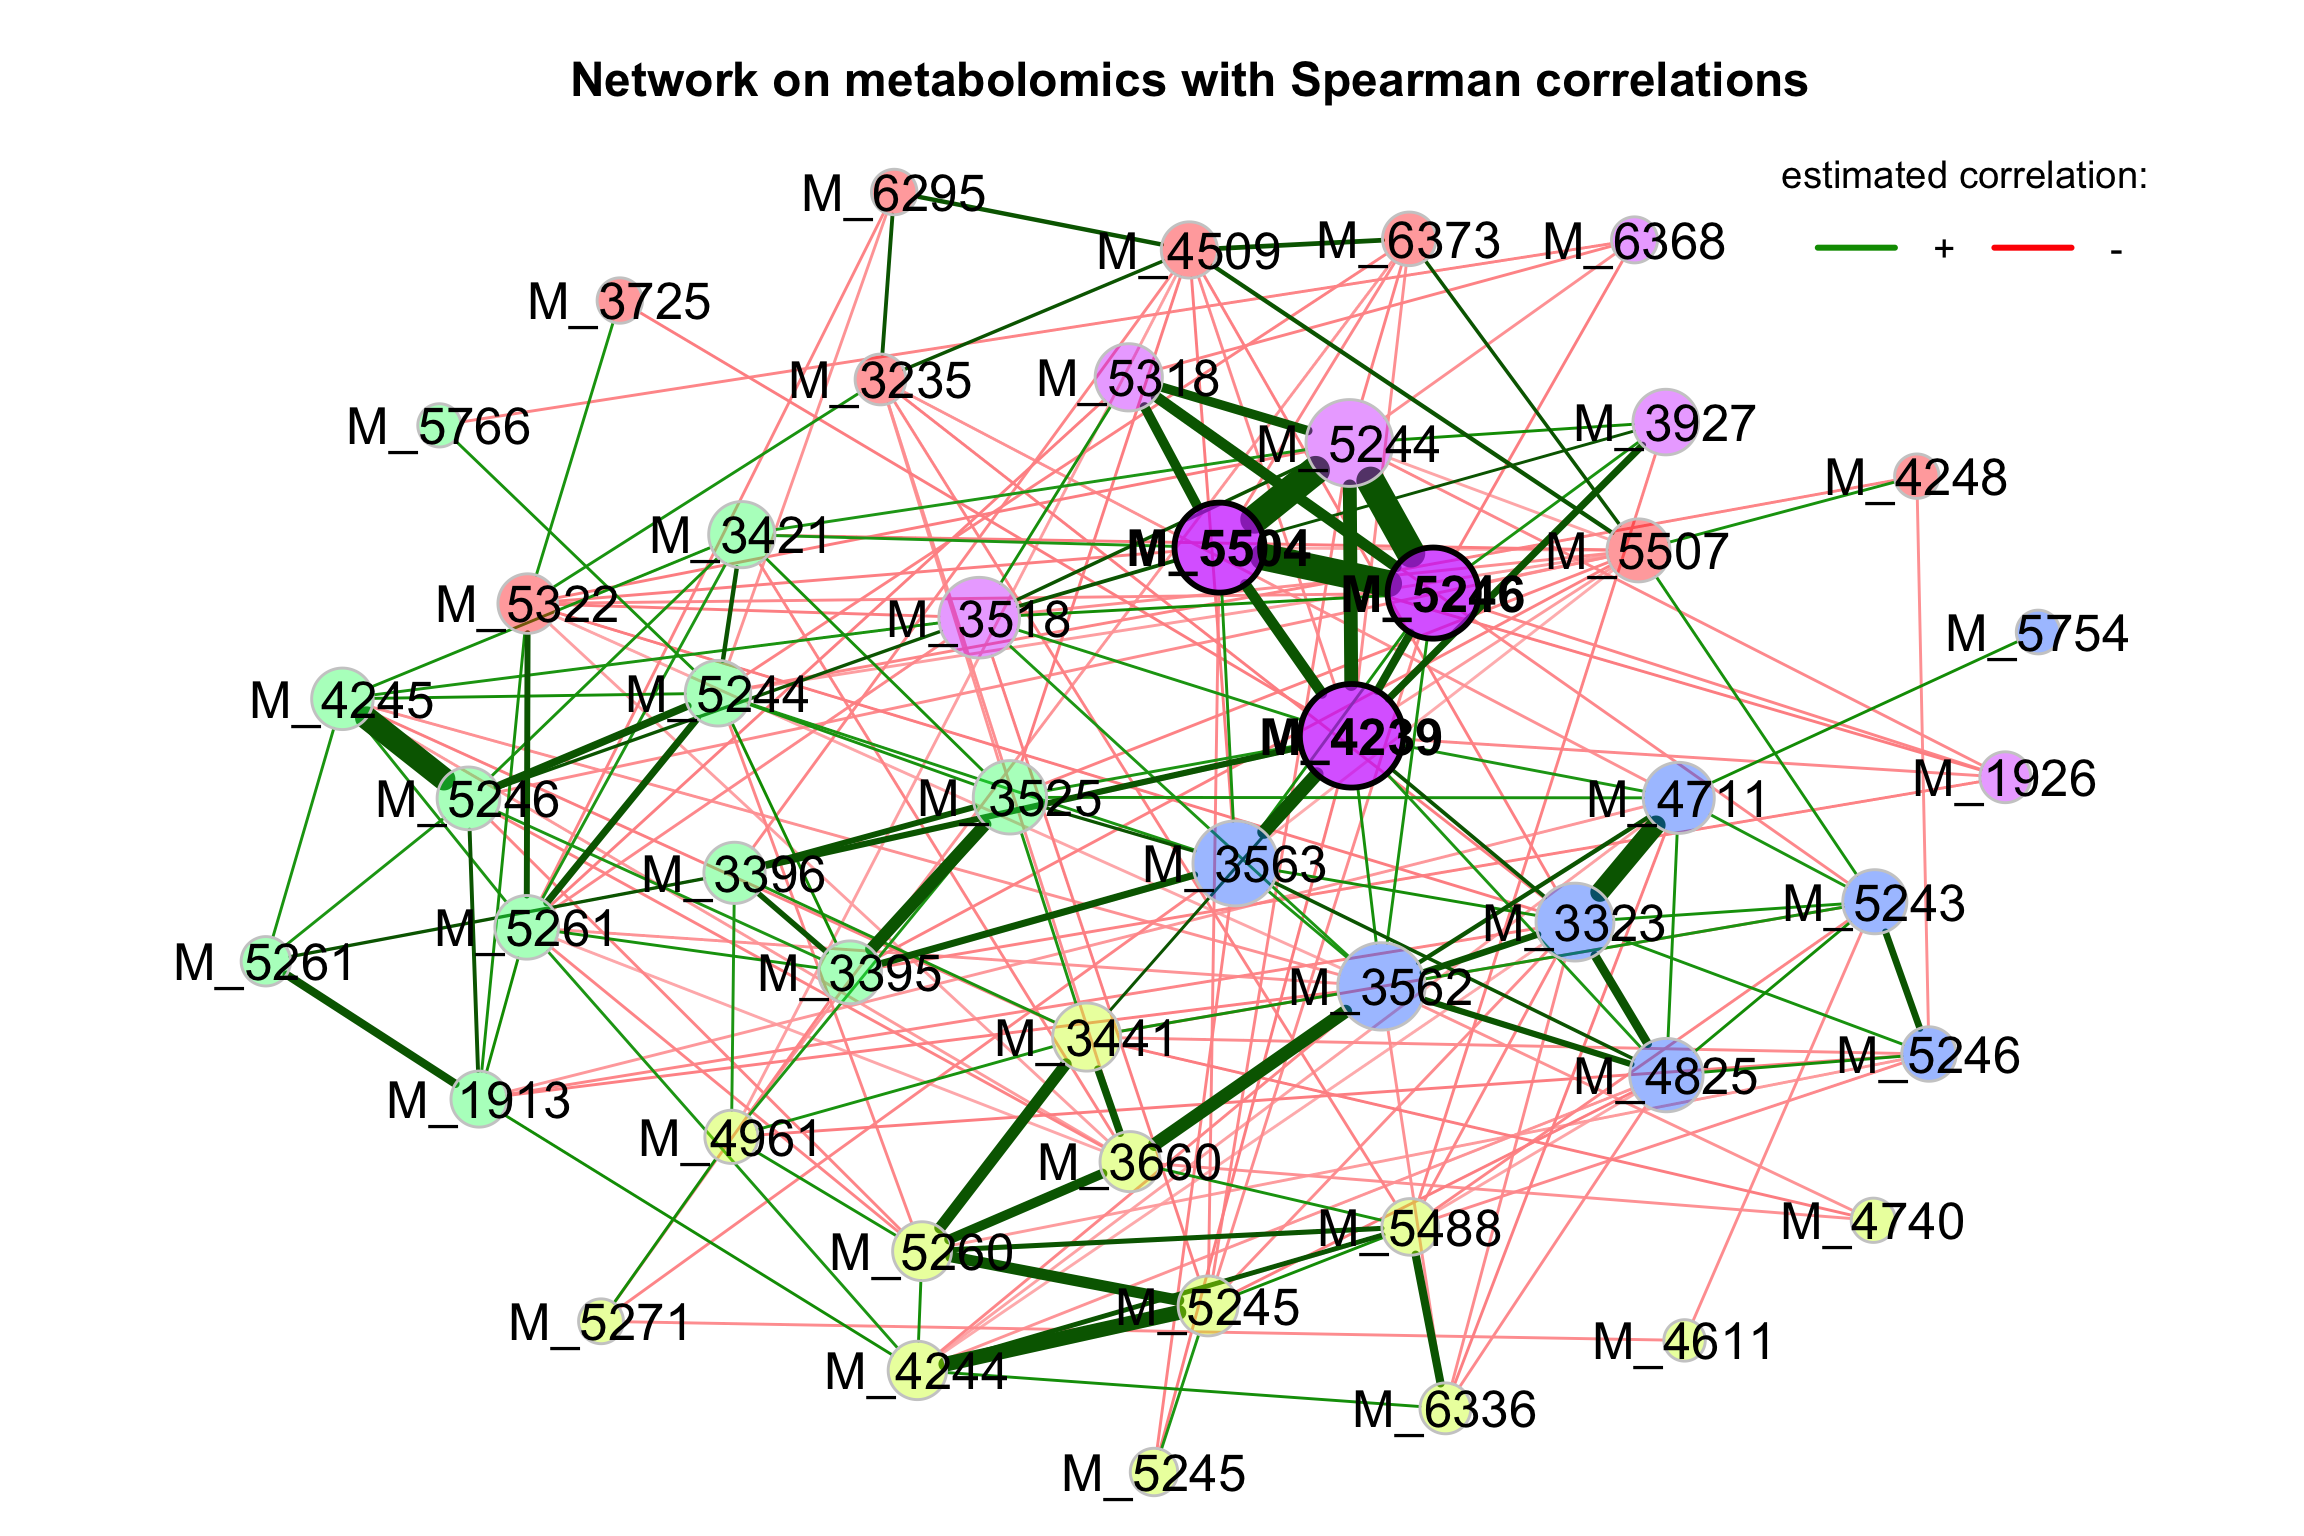 Network on metabolomics with Spearman correlations
estimated correlation:
+ -
M_6295
M_4509
M_6373
M_6368
M_3725
M_3235
M_5318
M_5766
M_5244
M_3927
M_4248
M_3421
M_5504
M_5507
M_5322
M_3518
M_5246
M_5754
M_4245
M_5244
M_4239
M_1926
M_5246
M_3525
M_4711
M_3396
M_3563
M_5243
M_5261
M_3323
M_5261
M_3395
M_3562
M_3441
M_5246
M_4825
M_1913
M_4961
M_3660
M_4740
M_5260
M_5488
M_5271
M_5245
M_4611
M_4244
M_6336
M_5245